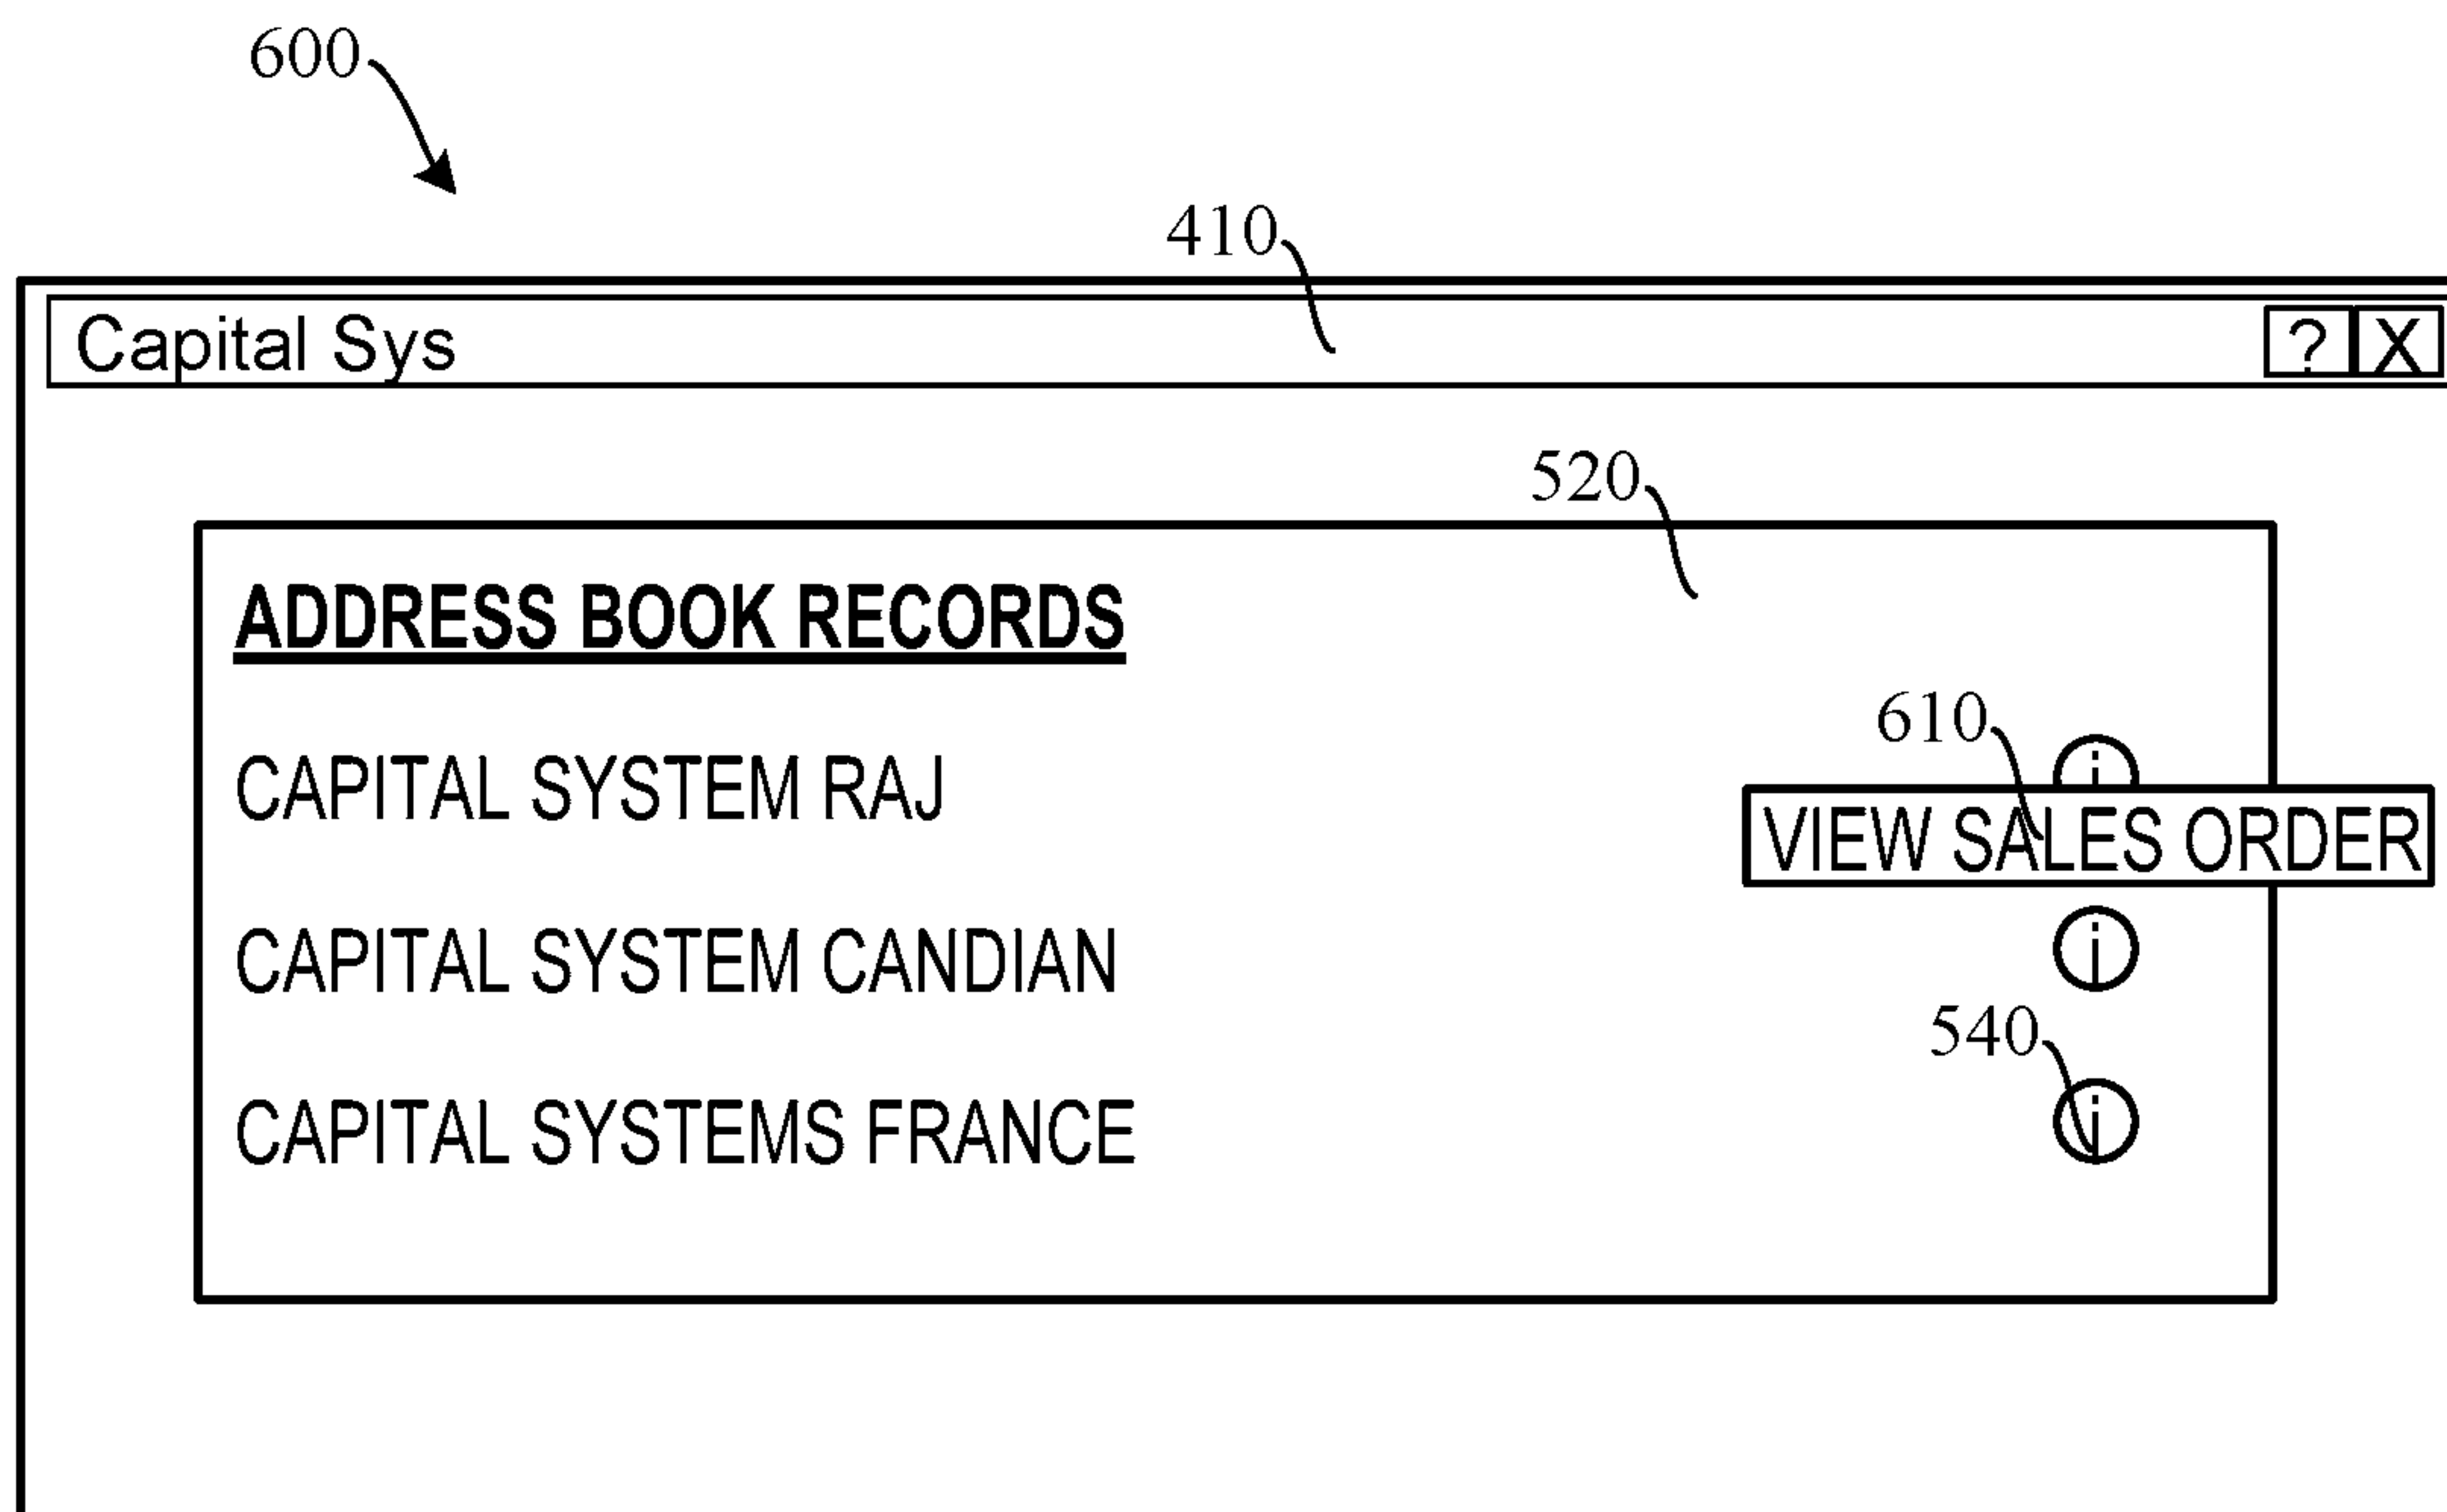 600
410
Capital Sys ? X
520
ADDRESS BOOK RECORDS
610
CAPITAL SYSTEM RAJ i
VIEW SALES ORDER
CAPITAL SYSTEM CANDIAN i
540
CAPITAL SYSTEMS FRANCE i